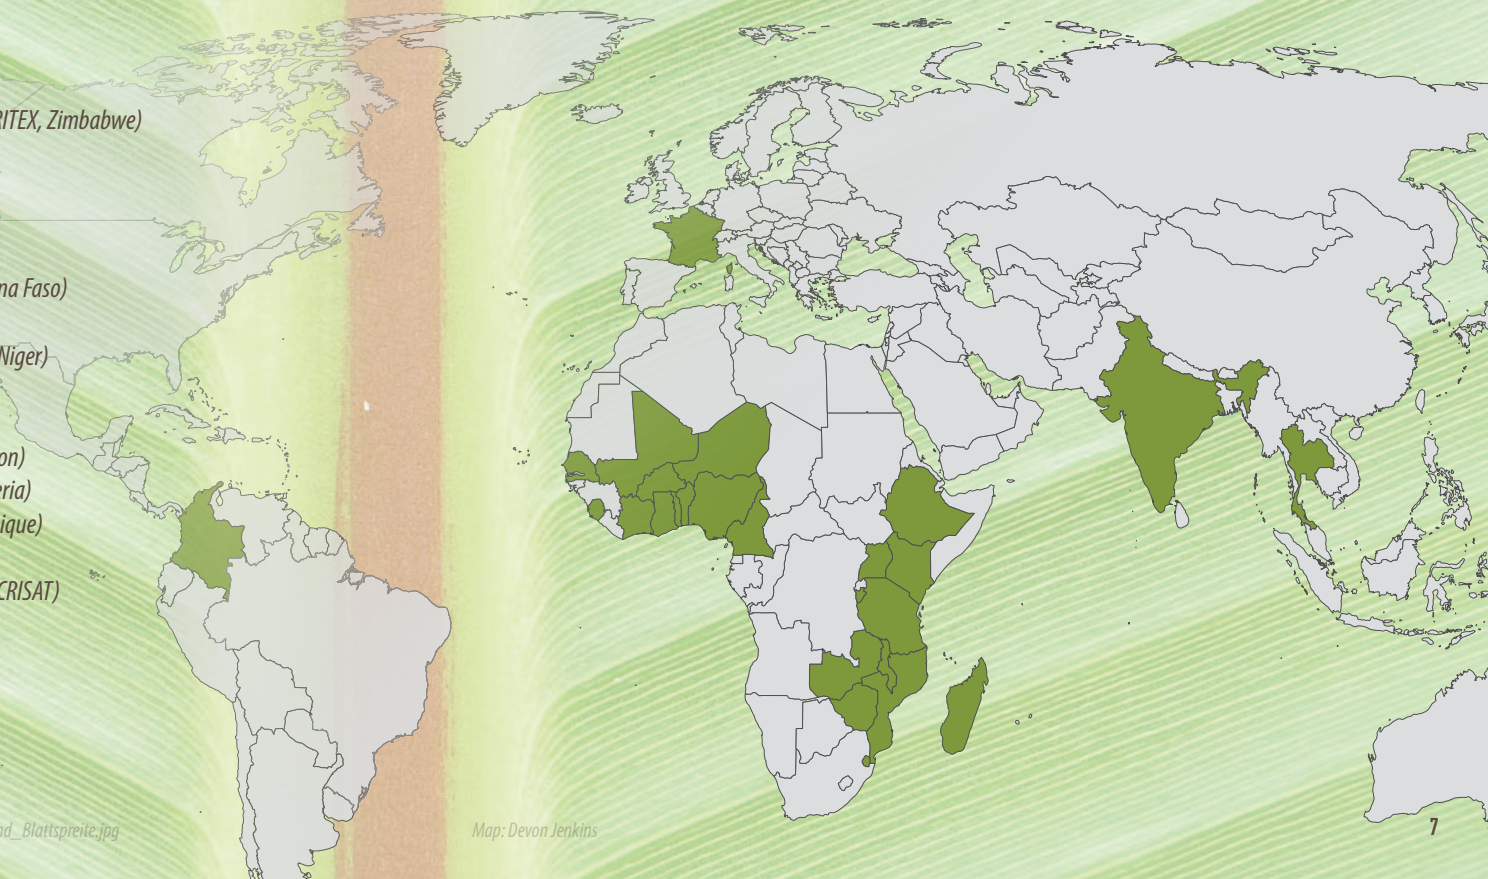 RITEX, Zimbabwe)
na Faso)
Niger)
on)
eria)
ique)
CRISAT)
ad_Blattspreite.jpg
Map: Devon Jenkins
7